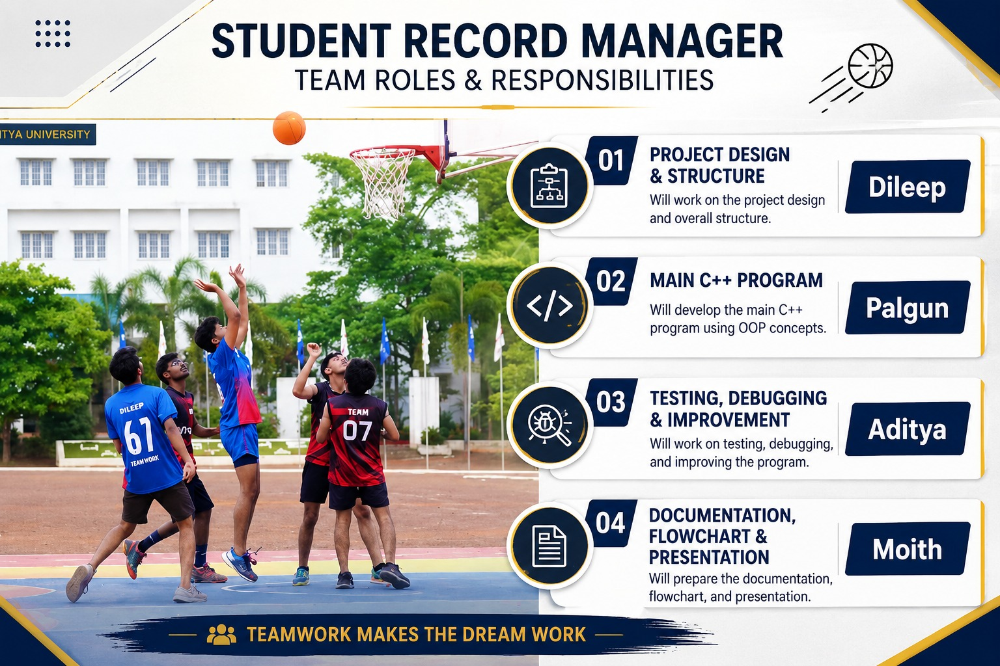 STUDENT RECORD MANAGER
TEAM ROLES & RESPONSIBILITIES
ITYA UNIVERSITY
01
PROJECT DESIGN
& STRUCTURE
Will work on the project design
and overall structure.
Dileep
02
MAIN C++ PROGRAM
Will develop the main C++
program using OOP concepts.
Palgun
03
TESTING, DEBUGGING
& IMPROVEMENT
Will work on testing, debugging,
and improving the program.
Aditya
04
DOCUMENTATION,
FLOWCHART &
PRESENTATION
Will prepare the documentation,
flowchart, and presentation.
Moith
DILEEP
67
TEAMWORK
TEAM
07
TEAMWORK MAKES THE DREAM WORK